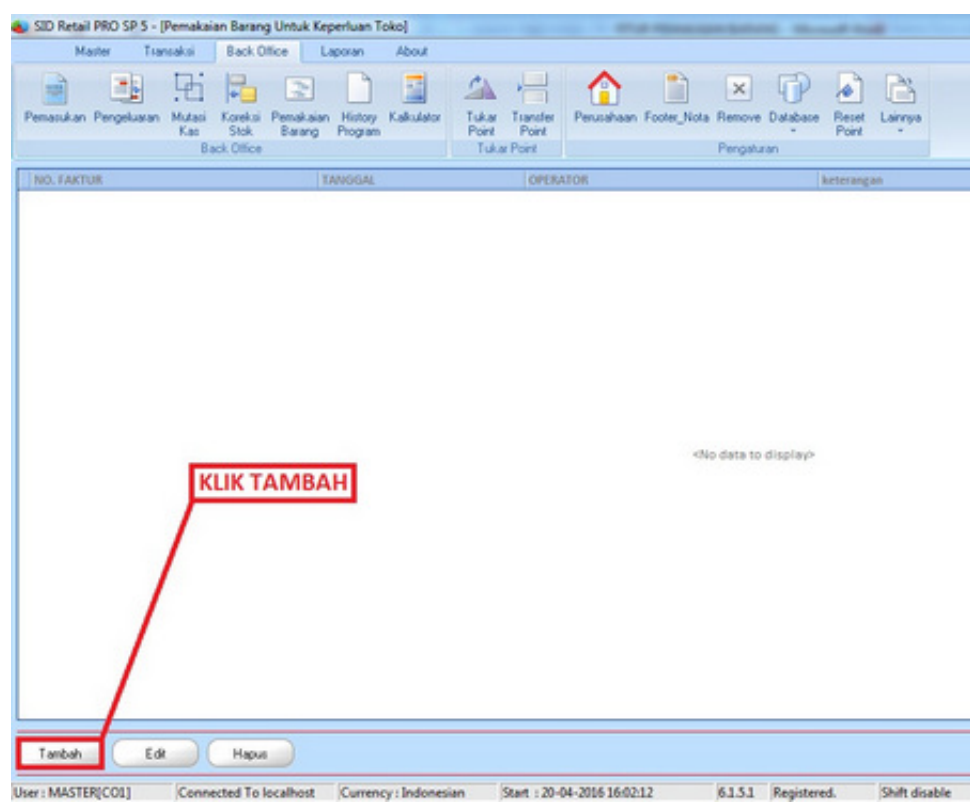 SID Retail PRO SP 5 - [Pemakaian Barang Untuk Keperluan Toko]
Master Transaksi Back Office Laporan About
Pemasukan Pengeluaran Mutasi Kas Koreksi Stok Pemakaian Barang History Program Kalkulator Tukar Point Transfer Point Perusahaan Footer_Nota Remove Database Reset Point Lainnya
Back Office Tukar Point Pengaturan
NO. FAKTUR TANGGAL OPERATOR keterangan
<No data to display>
KLIK TAMBAH
Tambah Edit Hapus
User : MASTER[CO1] Connected To localhost Currency : Indonesian Start : 20-04-2016 16:02:12 6.1.5.1 Registered. Shift disable